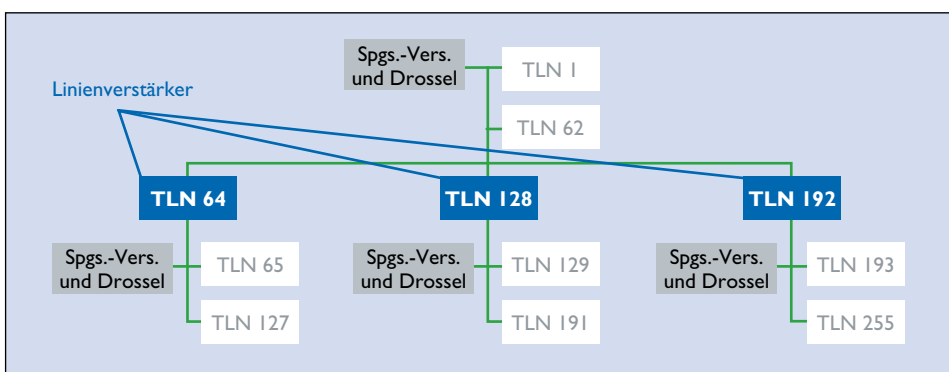 Spgs.-Vers.
und Drossel
TLN 1
Linienverstärker
TLN 62
TLN 64
TLN 128
TLN 192
Spgs.-Vers.
und Drossel
TLN 65
TLN 127
Spgs.-Vers.
und Drossel
TLN 129
TLN 191
Spgs.-Vers.
und Drossel
TLN 193
TLN 255